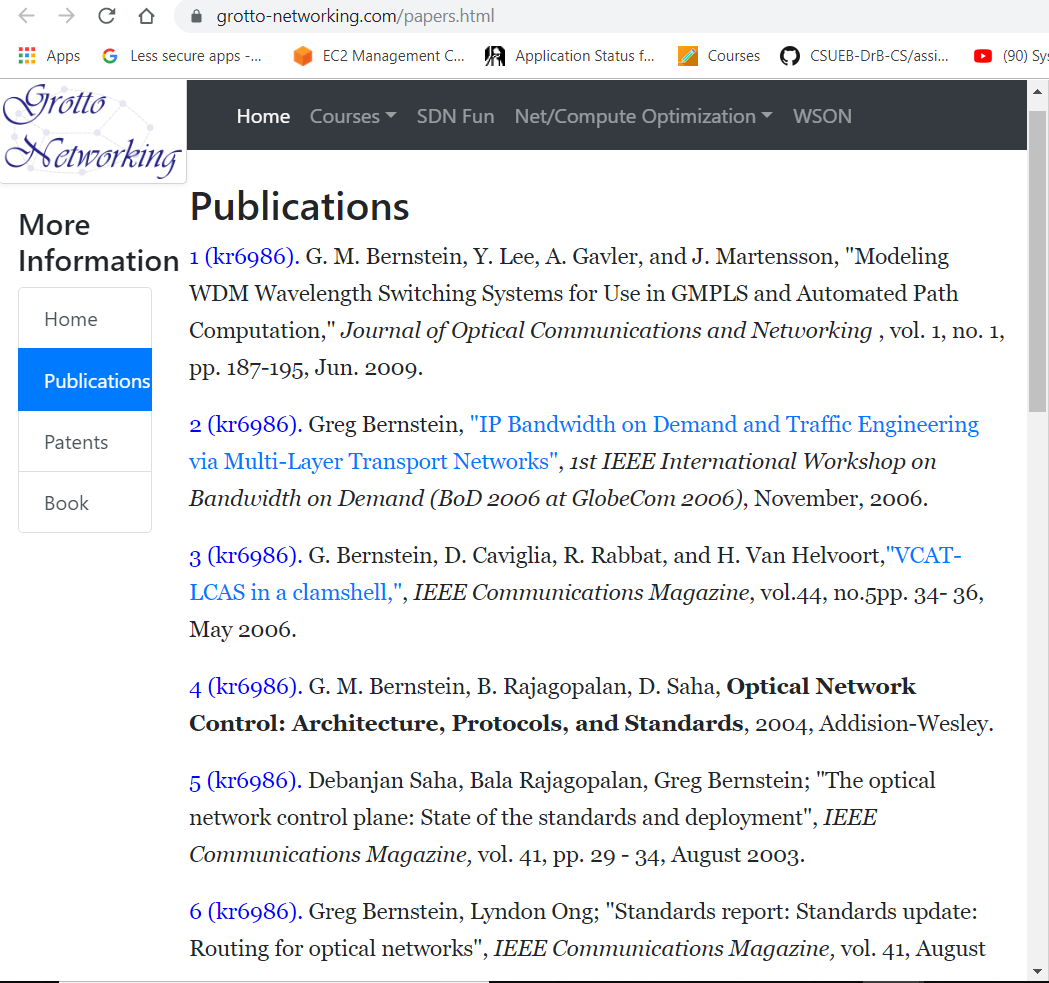 grotto-networking.com/papers.html
Apps
Less secure apps -...
EC2 Management C...
Application Status f...
Courses
CSUEB-DrB-CS/assi...
(90) Sys
Grotto
Networking
Home Courses SDN Fun Net/Compute Optimization WSON
More
Information
Home
Publications
Patents
Book
Publications
1 (kr6986). G. M. Bernstein, Y. Lee, A. Gavler, and J. Martensson, "Modeling
WDM Wavelength Switching Systems for Use in GMPLS and Automated Path
Computation," Journal of Optical Communications and Networking , vol. 1, no. 1,
pp. 187-195, Jun. 2009.
2 (kr6986). Greg Bernstein, "IP Bandwidth on Demand and Traffic Engineering
via Multi-Layer Transport Networks", 1st IEEE International Workshop on
Bandwidth on Demand (BoD 2006 at GlobeCom 2006), November, 2006.
3 (kr6986). G. Bernstein, D. Caviglia, R. Rabbat, and H. Van Helvoort,"VCAT-
LCAS in a clamshell,", IEEE Communications Magazine, vol.44, no.5pp. 34- 36,
May 2006.
4 (kr6986). G. M. Bernstein, B. Rajagopalan, D. Saha, Optical Network
Control: Architecture, Protocols, and Standards, 2004, Addision-Wesley.
5 (kr6986). Debanjan Saha, Bala Rajagopalan, Greg Bernstein; "The optical
network control plane: State of the standards and deployment", IEEE
Communications Magazine, vol. 41, pp. 29 - 34, August 2003.
6 (kr6986). Greg Bernstein, Lyndon Ong; "Standards report: Standards update:
Routing for optical networks", IEEE Communications Magazine, vol. 41, August